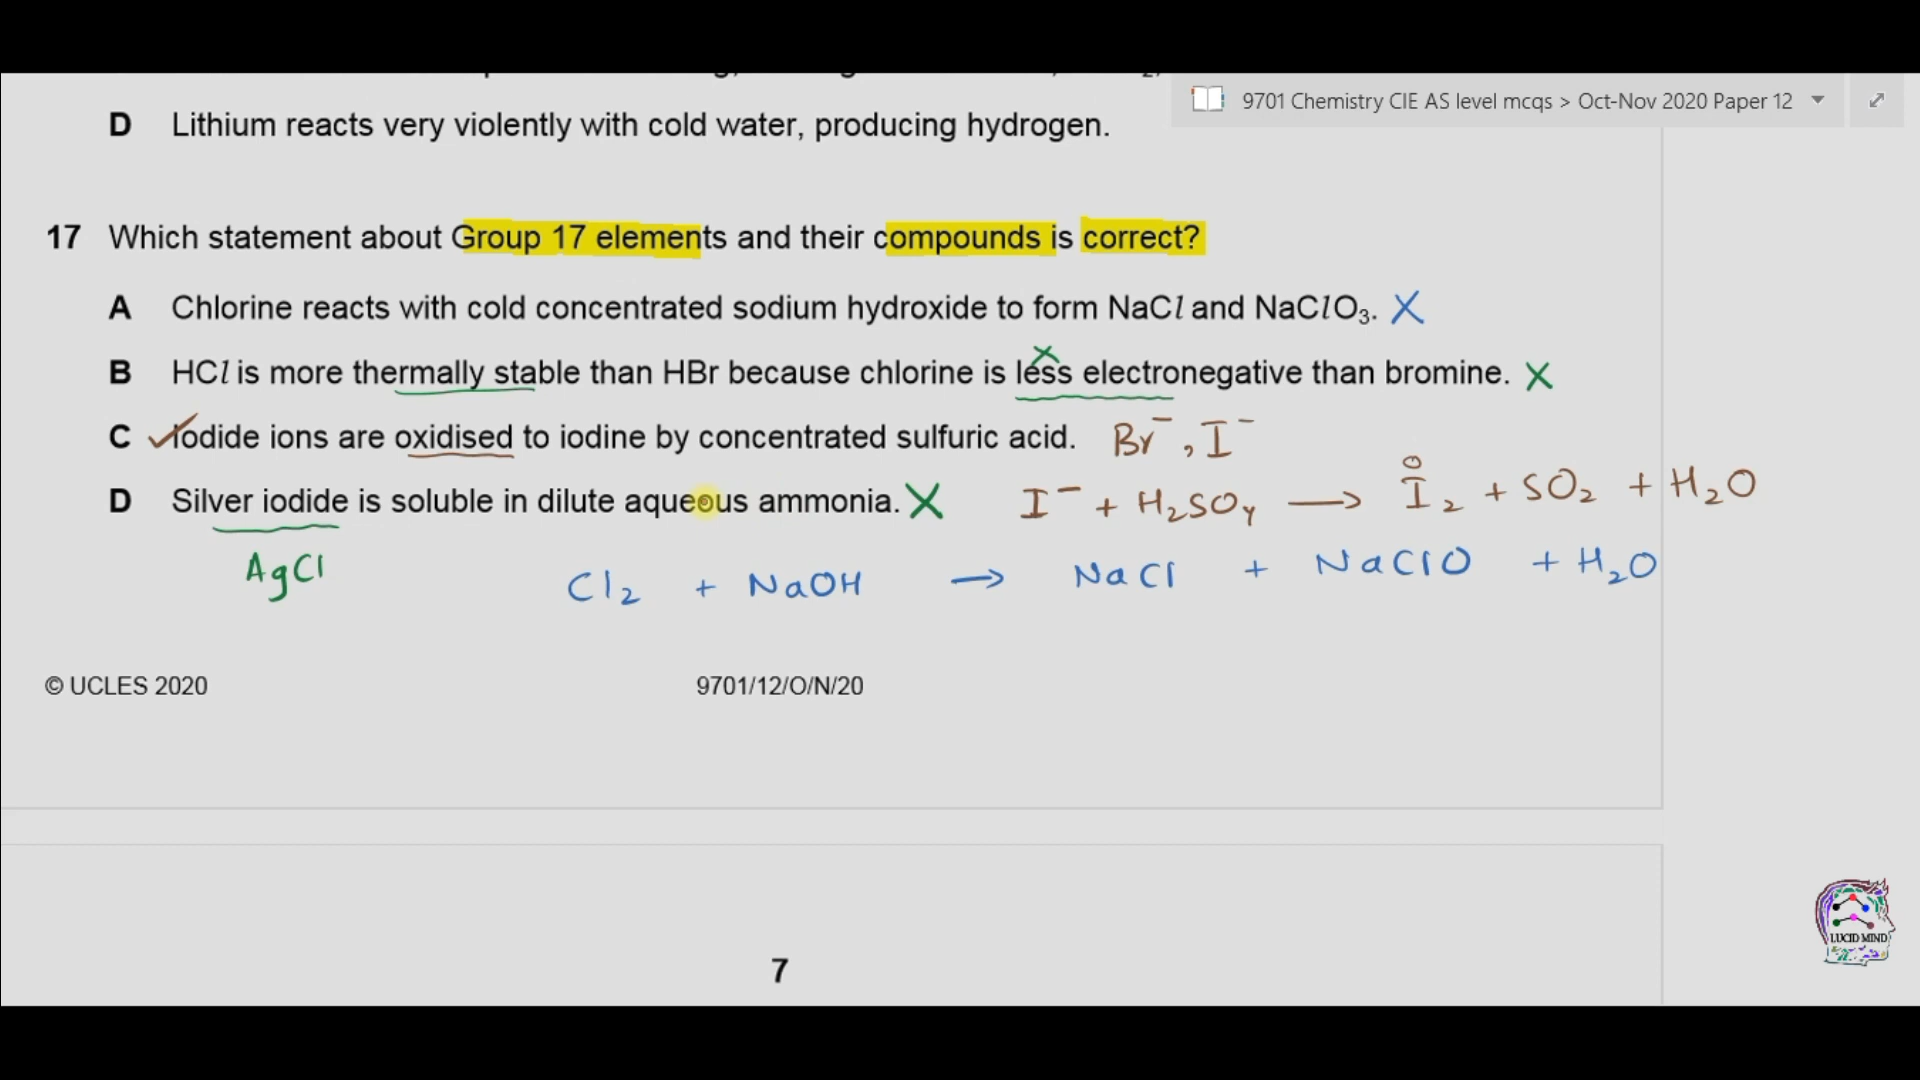 9701 Chemistry CIE AS level mcqs > Oct-Nov 2020 Paper 12
D Lithium reacts very violently with cold water, producing hydrogen.
17 Which statement about Group 17 elements and their compounds is correct?
A Chlorine reacts with cold concentrated sodium hydroxide to form NaCl and NaClO₃. X
B HCl is more thermally stable than HBr because chlorine is less electronegative than bromine. X
C ✓ Iodide ions are oxidised to iodine by concentrated sulfuric acid. Br⁻, I⁻
D Silver iodide is soluble in dilute aqueous ammonia. X
I⁻ + H₂SO₄ → I₂ + SO₂ + H₂O
0
AgCl
Cl₂ + NaOH → NaCl + NaClO + H₂O
© UCLES 2020 9701/12/O/N/20
7
LUCID MIND